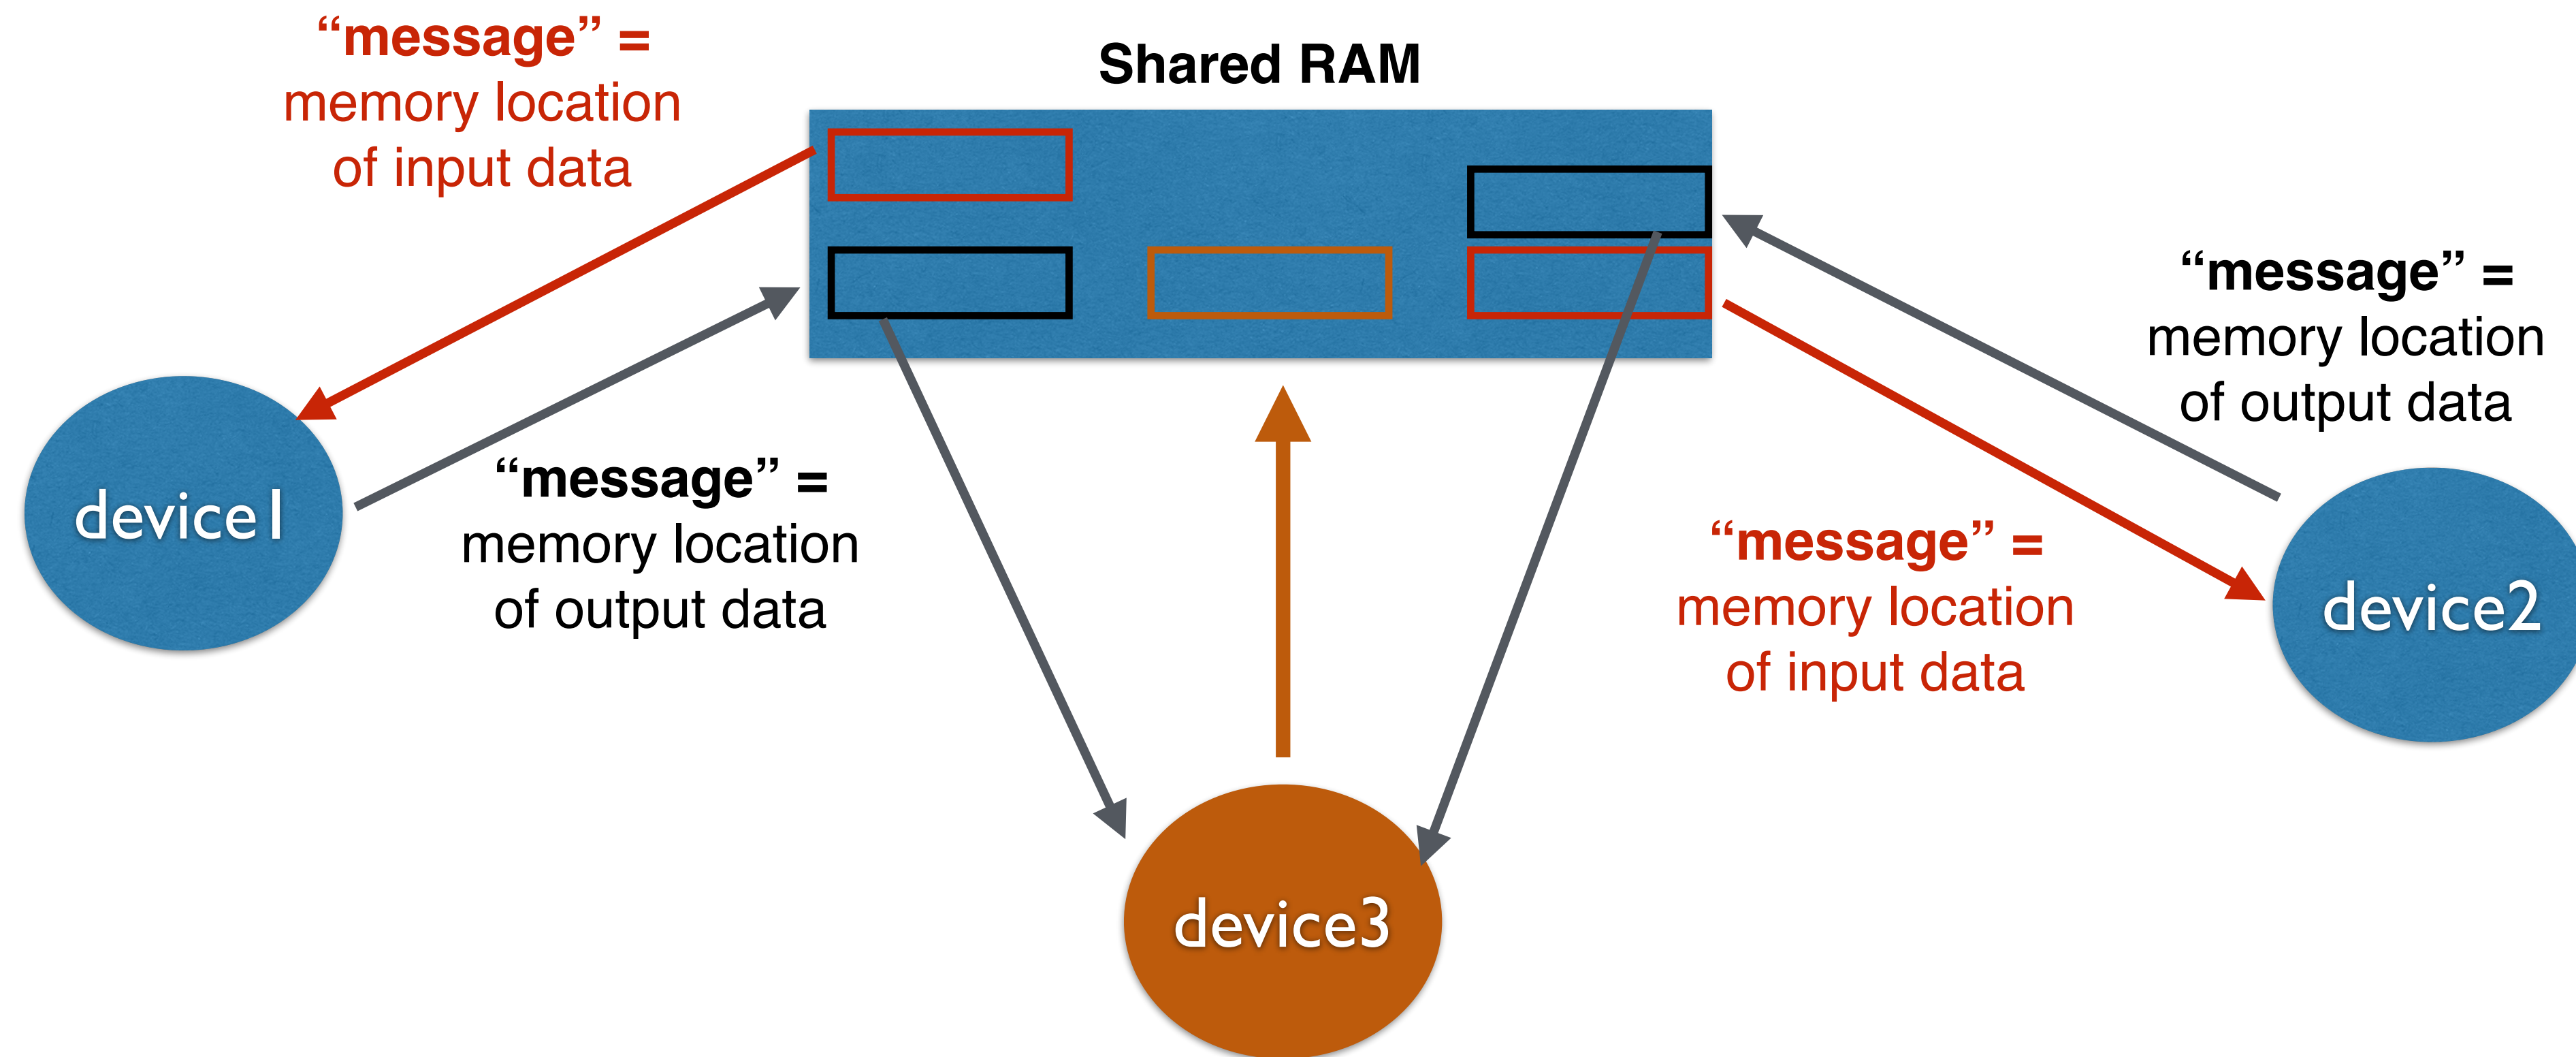 “message” =
memory location
of input data
Shared RAM
“message” =
memory location
of output data
device1
“message” =
memory location
of output data
“message” =
memory location
of input data
device2
device3